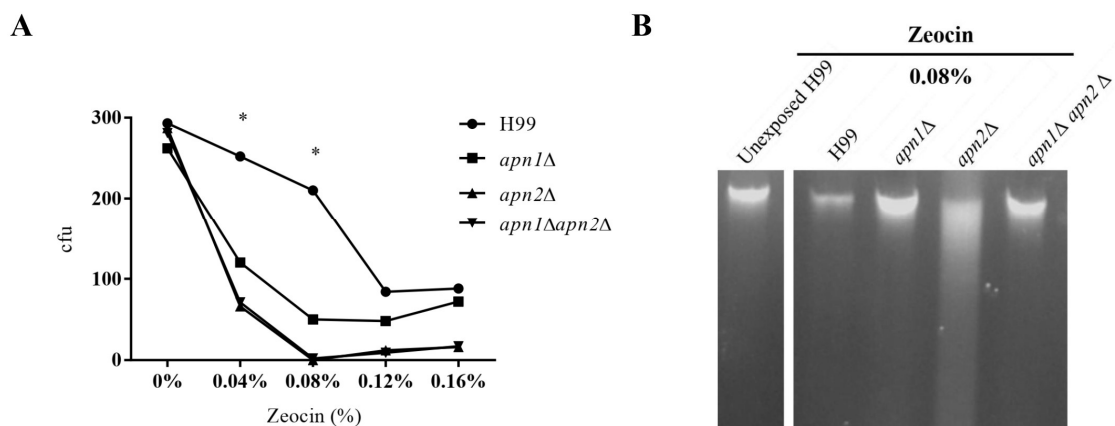 A
300
200
100
0
cfu
0%
0.04%
0.08%
0.12%
0.16%
Zeocin (%)
*
*
H99
apn1Δ
apn2Δ
apn1Δapn2Δ
B
Zeocin
0.08%
Unexposed H99
H99
apn1Δ
apn2Δ
apn1Δ apn2 Δ